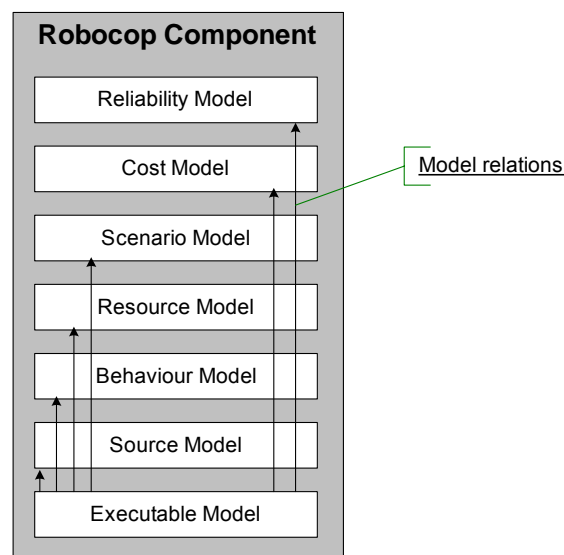 Robocop Component
Reliability Model
Cost Model
Model relations
Scenario Model
Resource Model
Behaviour Model
Source Model
Executable Model